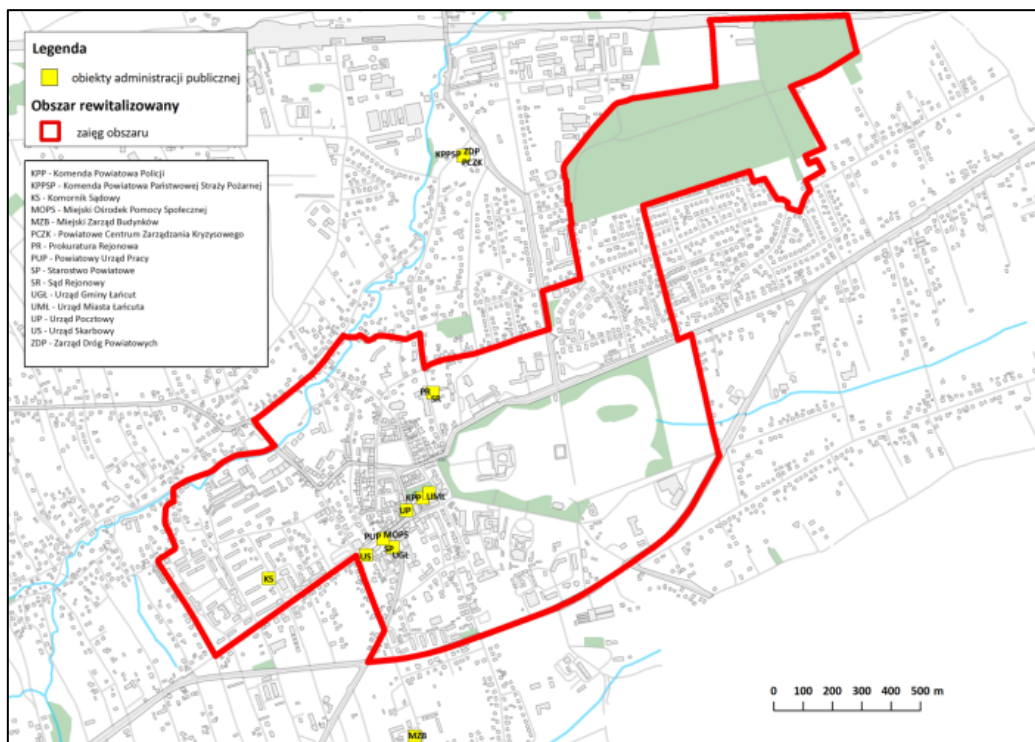 Legenda
obiekty administracji publicznej
Obszar rewitalizowany
zaięg obszaru
KPP - Komenda Powiatowa Policji
KPPSP - Komenda Powiatowa Państwowej Straży Pożarnej
KS - Komornik Sądowy
MOPS - Miejski Ośrodek Pomocy Społecznej
MZB - Miejski Zarząd Budynków
PCZK - Powiatowe Centrum Zarządzania Kryzysowego
PR - Prokuratura Rejonowa
PUP - Powiatowy Urząd Pracy
SP - Starostwo Powiatowe
SR - Sąd Rejonowy
UGŁ - Urząd Gminy Łańcut
UMŁ - Urząd Miasta Łańcuta
UP - Urząd Pocztowy
US - Urząd Skarbowy
ZDP - Zarząd Dróg Powiatowych
KPPSP ZDP
PCZK
PR
SR
KPP UMŁ
UP
PUP MOPS
SP
US UGŁ
KS
MZB
0 100 200 300 400 500 m